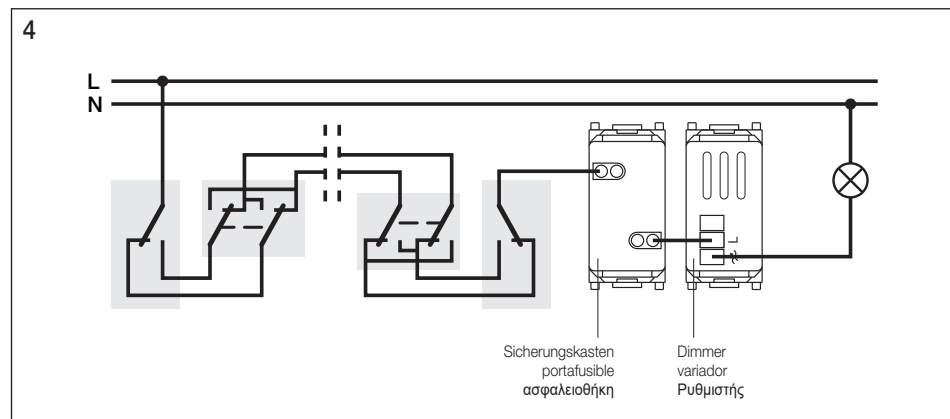 4
L
N
L
Sicherungskasten
portafusible
ασφαλειοθήκη
Dimmer
variador
Ρυθμιστής